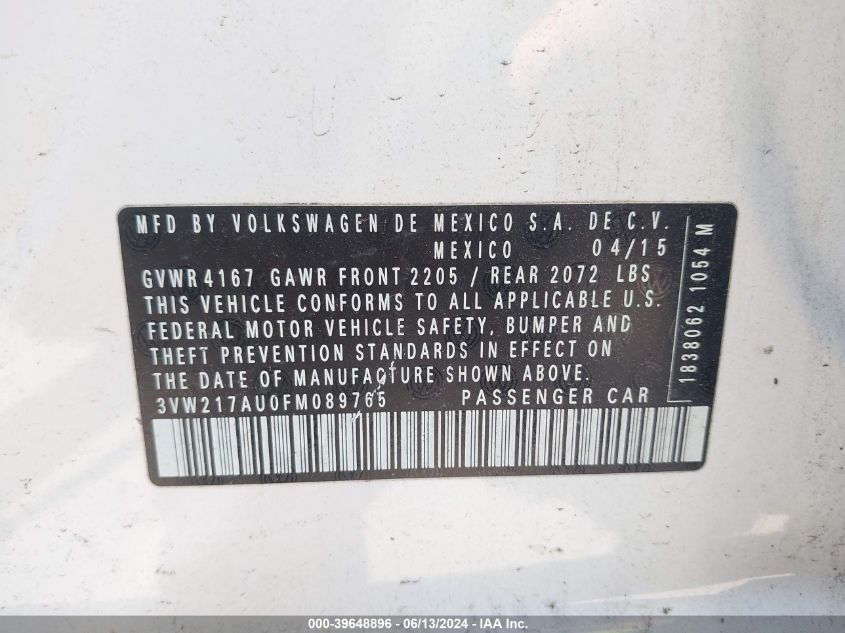 MFD BY VOLKSWAGEN DE MEXICO S.A. DE C.V.
MEXICO 04/15
GVWR 4167 GAWR FRONT 2205 / REAR 2072 LBS
THIS VEHICLE CONFORMS TO ALL APPLICABLE U.S.
FEDERAL MOTOR VEHICLE SAFETY, BUMPER AND
THEFT PREVENTION STANDARDS IN EFFECT ON
THE DATE OF MANUFACTURE SHOWN ABOVE.
3VW217AU0FM089765 PASSENGER CAR
1838062 1054 M
000-39648896 - 06/13/2024 - IAA Inc.